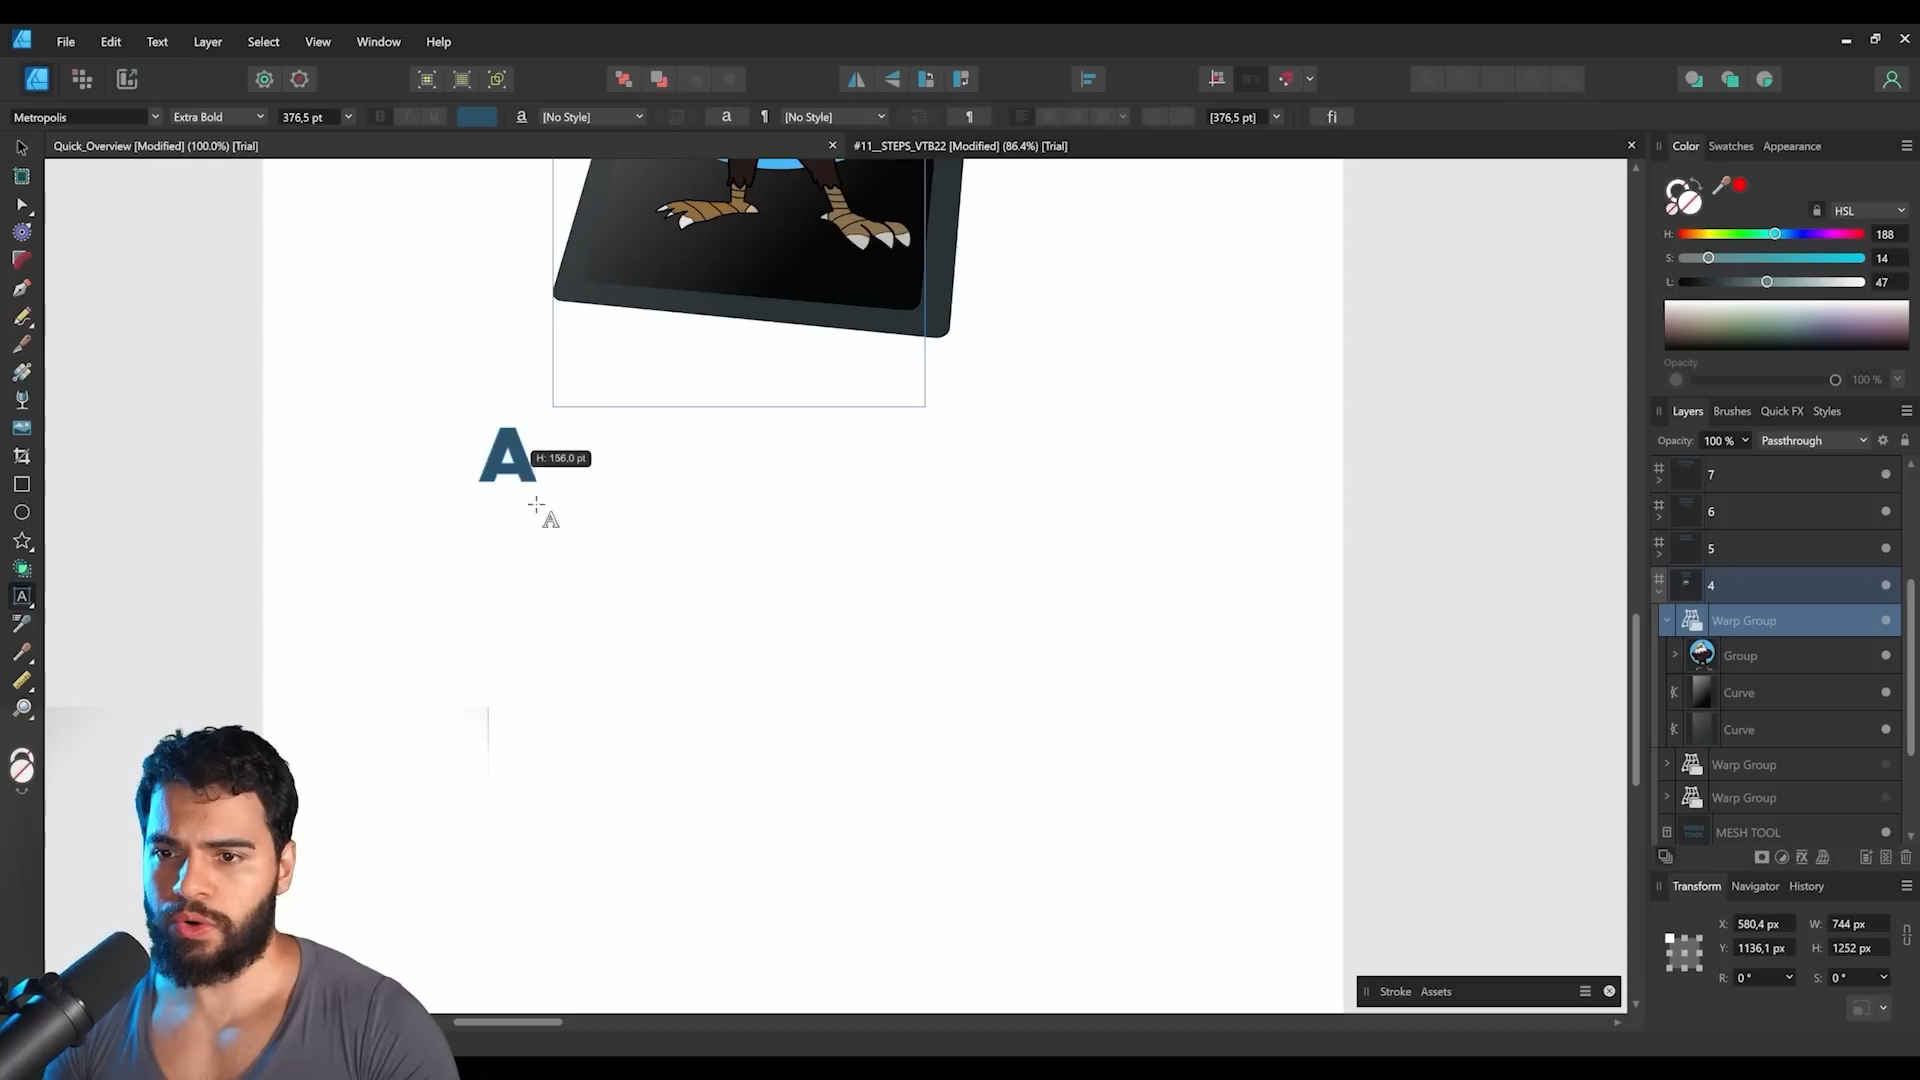 File Edit Text Layer Select View Window Help
Metropolis Extra Bold 376,5 pt B I U a [No Style] a ¶ [No Style] ¶ [376,5 pt] fi
Quick_Overview [Modified] (100.0%) [Trial]
#11__STEPS_VTB22 [Modified] (86.4%) [Trial]
A
H: 156.0 pt
A
Color Swatches Appearance
HSL
H: 188
S: 14
L: 47
Opacity
100 %
Layers Brushes Quick FX Styles
Opacity: 100 % Passthrough
7
6
5
4
Warp Group
Group
Curve
Curve
Warp Group
Warp Group
MESH TOOL MESH TOOL
Transform Navigator History
X: 580,4 px W: 744 px
Y: 1136,1 px H: 1252 px
R: 0 ° S: 0 °
Stroke Assets